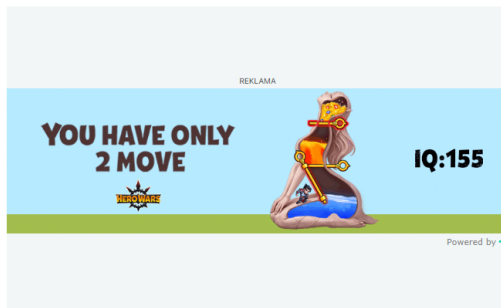 REKLAMA
YOU HAVE ONLY
2 MOVE
HERO WARS
IQ:155
Powered by